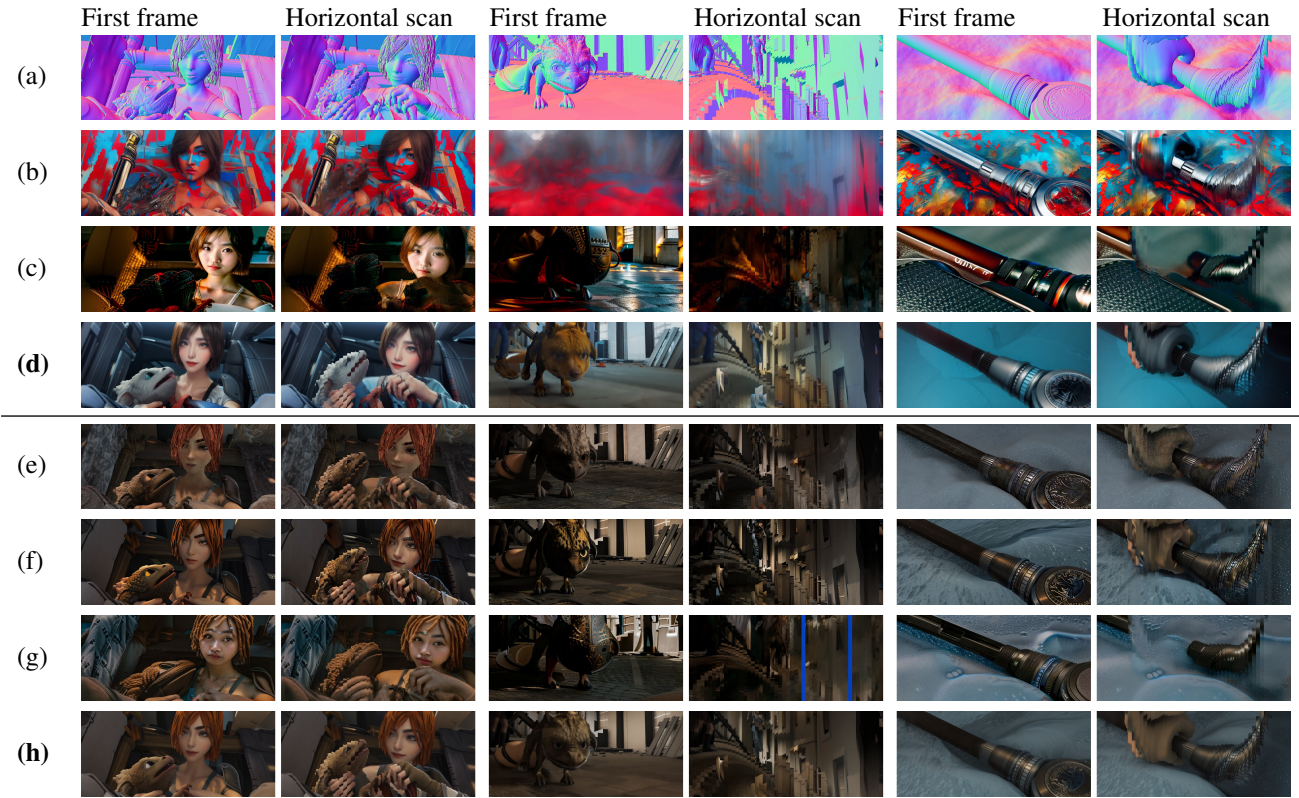 First frame Horizontal scan First frame Horizontal scan First frame Horizontal scan
(a)
(b)
(c)
(d)
(e)
(f)
(g)
(h)